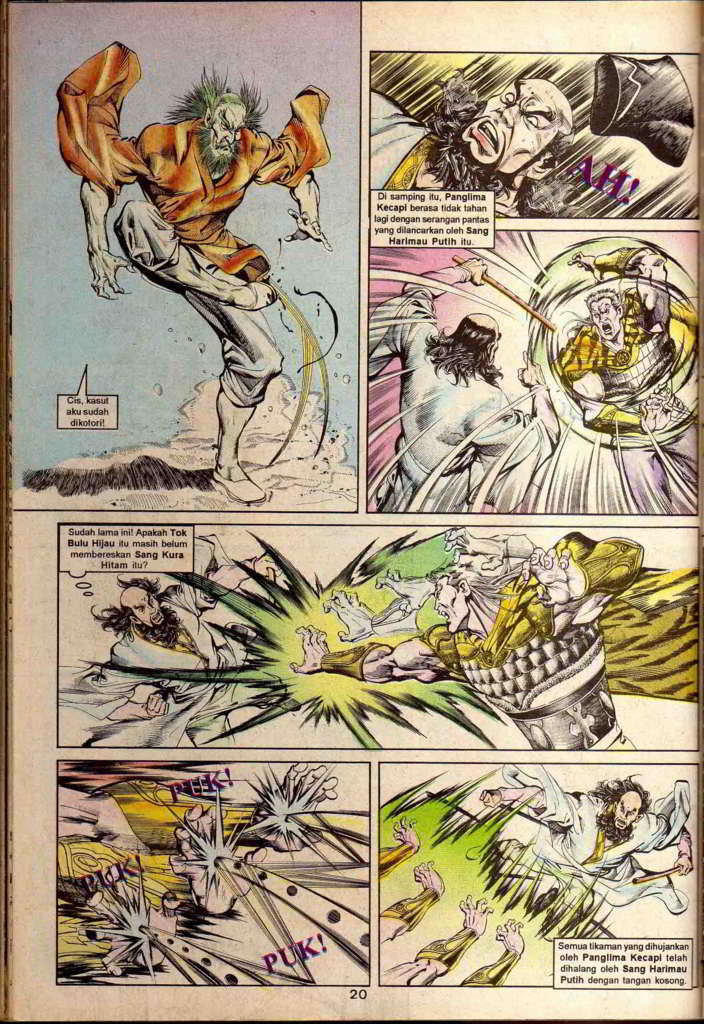 Cis, kasut
aku sudah
dikotori!
AH!
Di samping itu, Panglima
Kecapi berasa tidak tahan
lagi dengan serangan pantas
yang dilancarkan oleh Sang
Harimau Putih itu.
Sudah lama ini! Apakah Tok
Bulu Hijau itu masih belum
membereskan Sang Kura
Hitam itu?
PUK!
PUK!
PUK!
Semua tikaman yang dihujankan
oleh Panglima Kecapi telah
dihalang oleh Sang Harimau
Putih dengan tangan kosong.
20